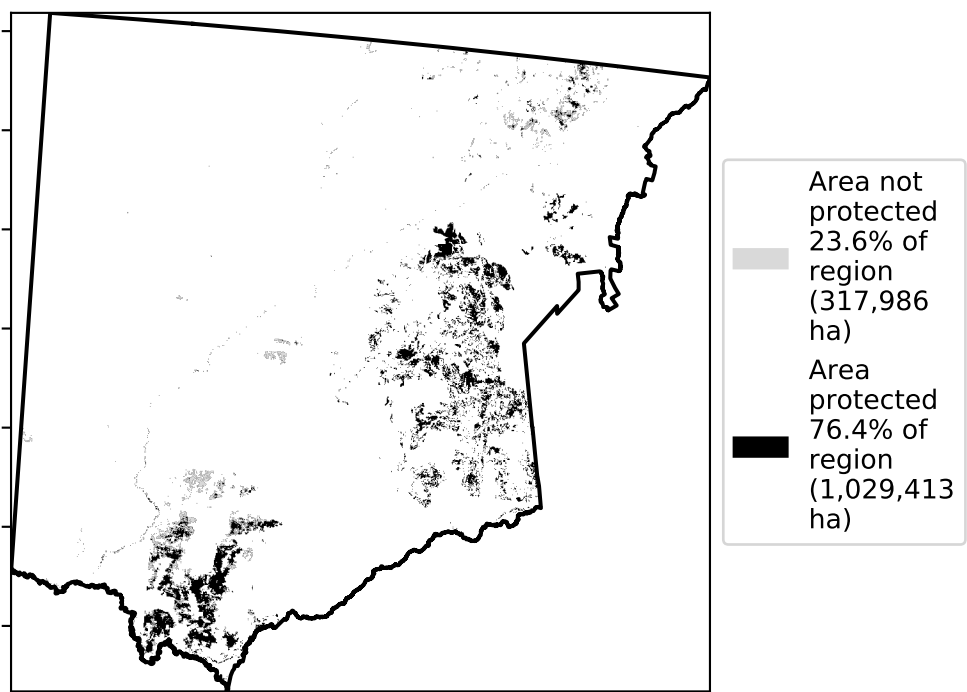 Area not
protected
23.6% of
region
(317,986
ha)
Area
protected
76.4% of
region
(1,029,413
ha)